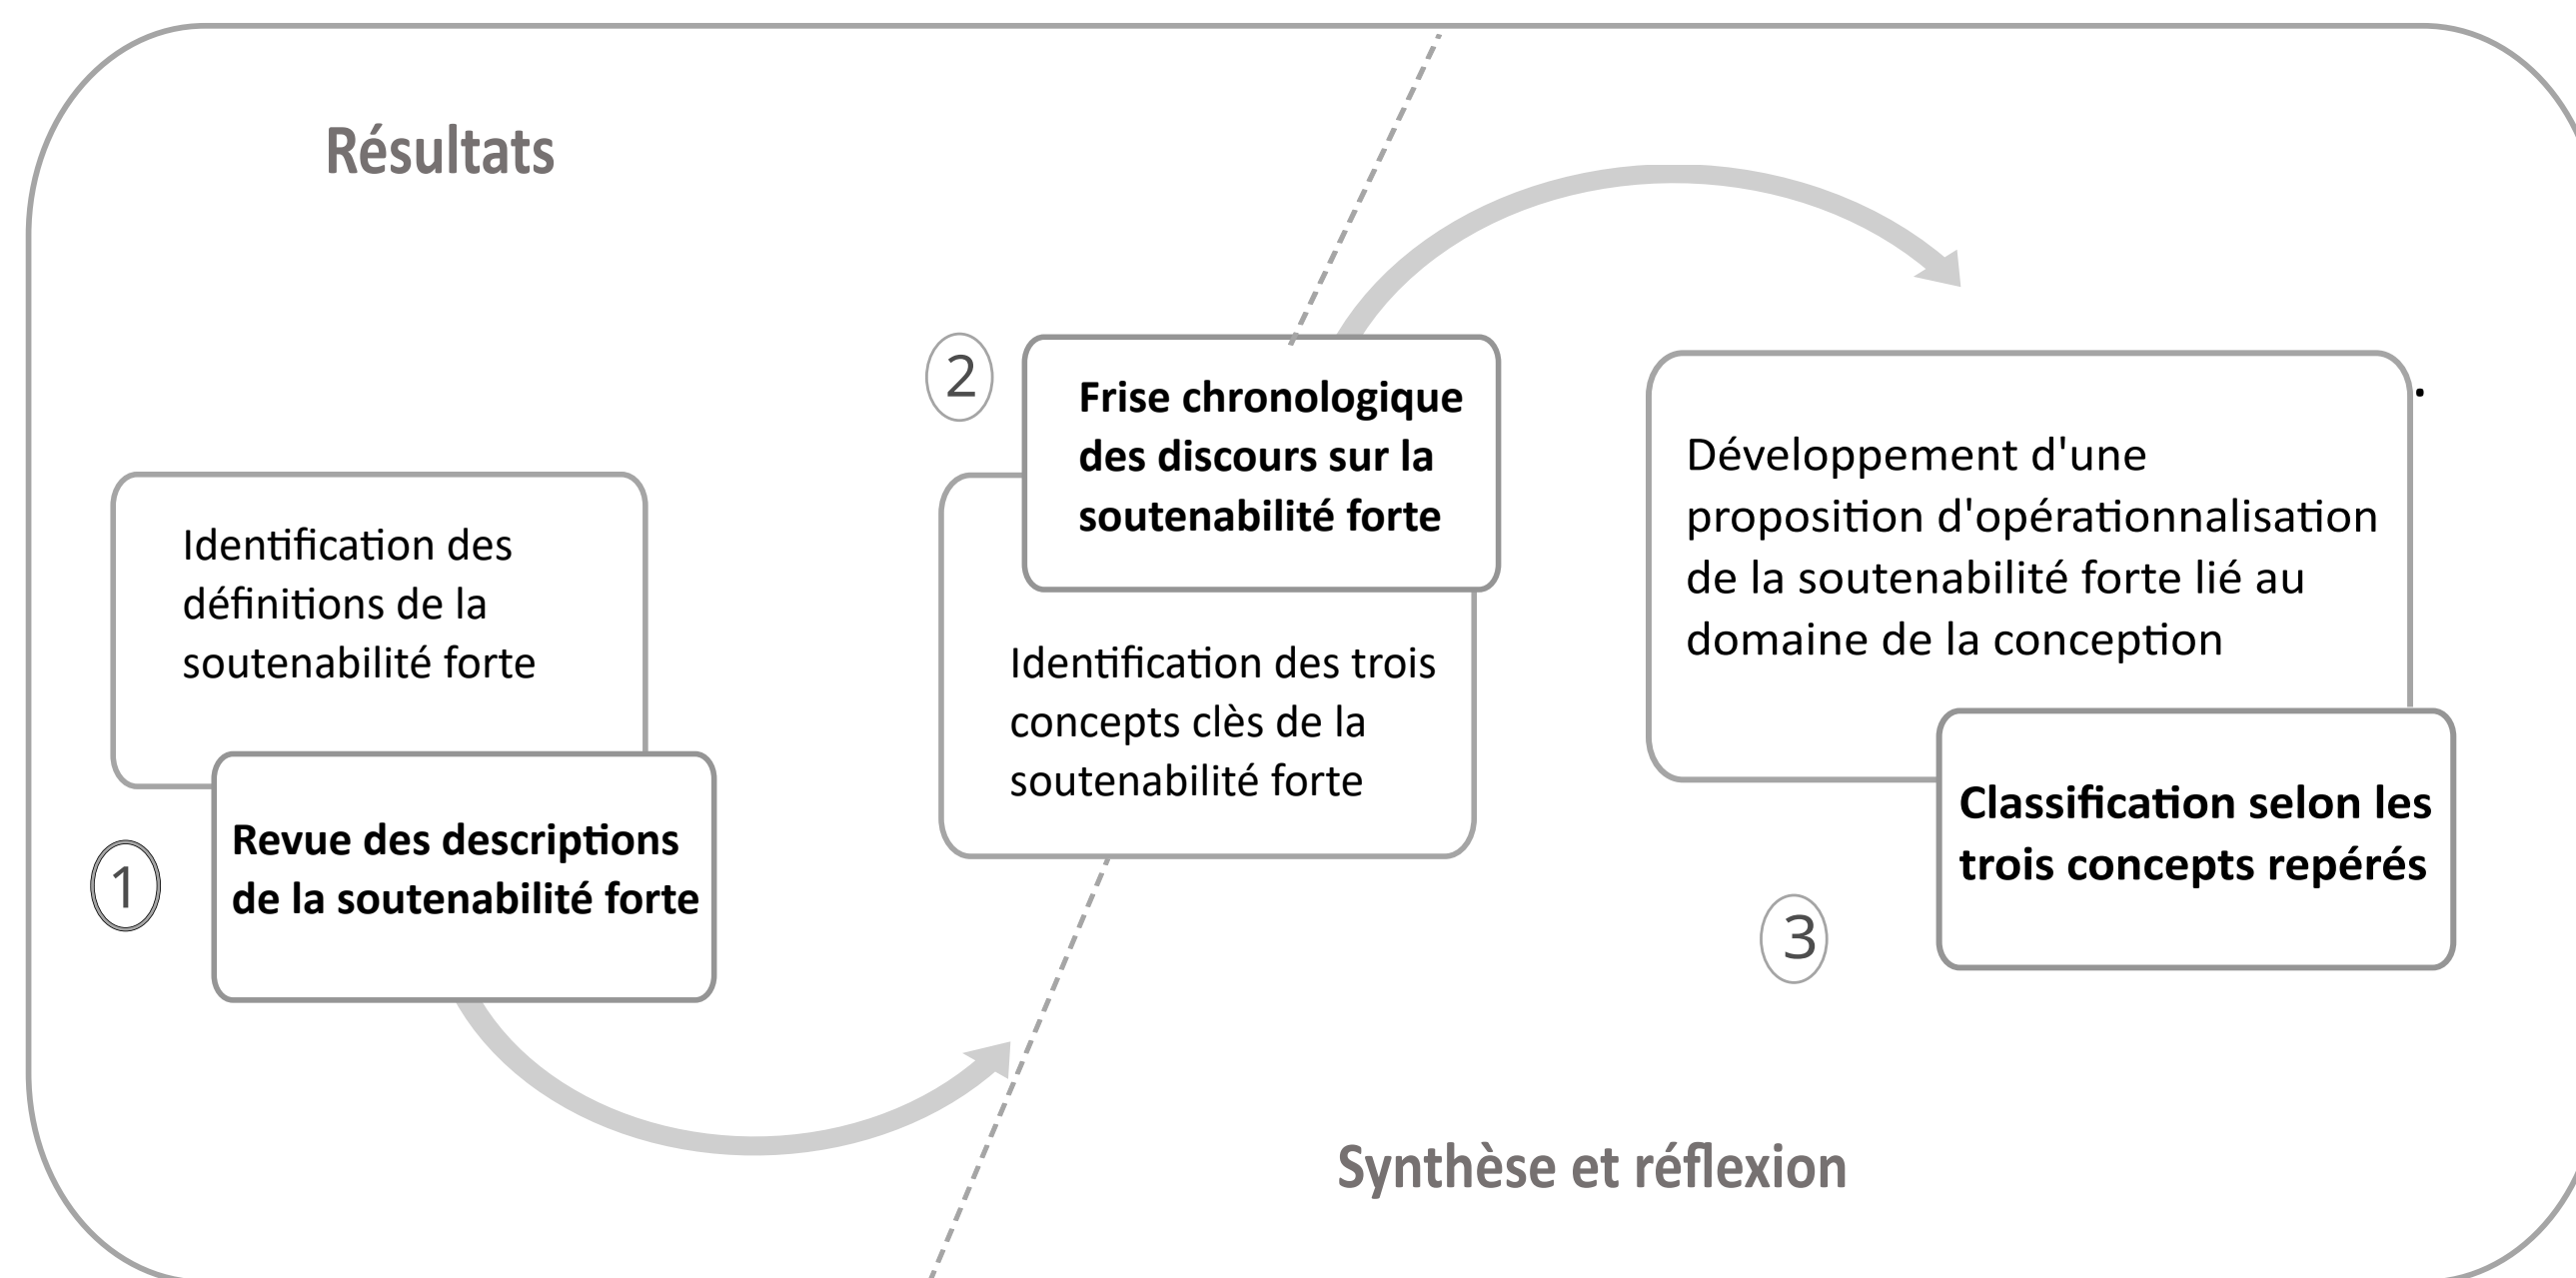 Résultats
Identification des
définitions de la
soutenabilité forte
Revue des descriptions
de la soutenabilité forte
1
2
Frise chronologique
des discours sur la
soutenabilité forte
Identification des trois
concepts clès de la
soutenabilité forte
.
Développement d'une
proposition d'opérationnalisation
de la soutenabilité forte lié au
domaine de la conception
Classification selon les
trois concepts repérés
3
Synthèse et réflexion